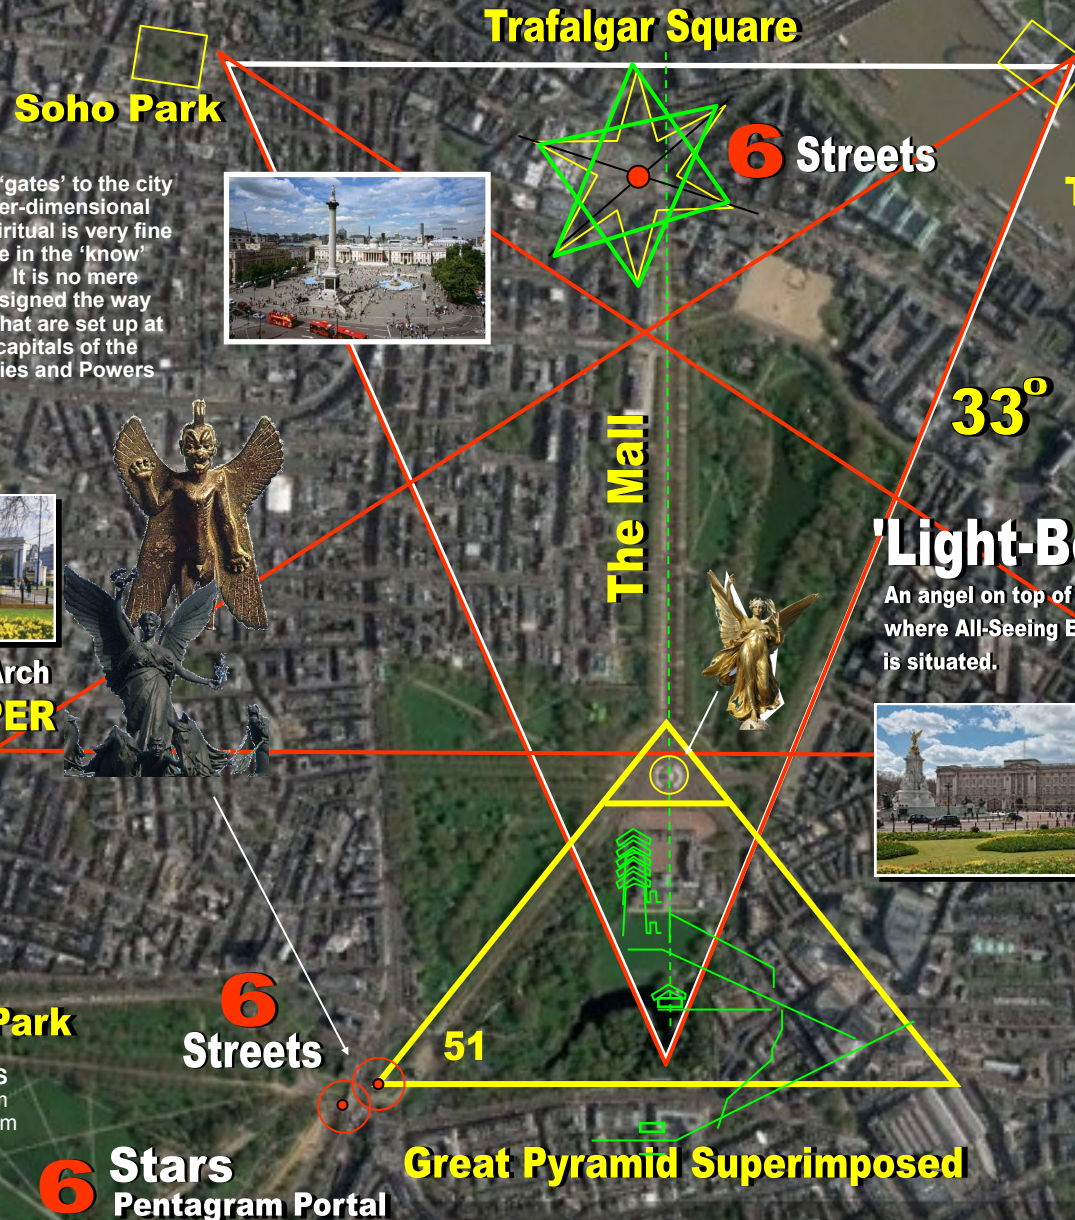 Trafalgar Square
Soho Park
6 Streets
'gates' to the city
er-dimensional
iritual is very fine
e in the 'know'
It is no mere
signed the way
hat are set up at
capitals of the
ies and Powers
33º
The Mall
'Light-B
An angel on top of
where All-Seeing E
is situated.
Arch
PER
6
Streets
Park
51
Great Pyramid Superimposed
6 Stars
Pentagram Portal